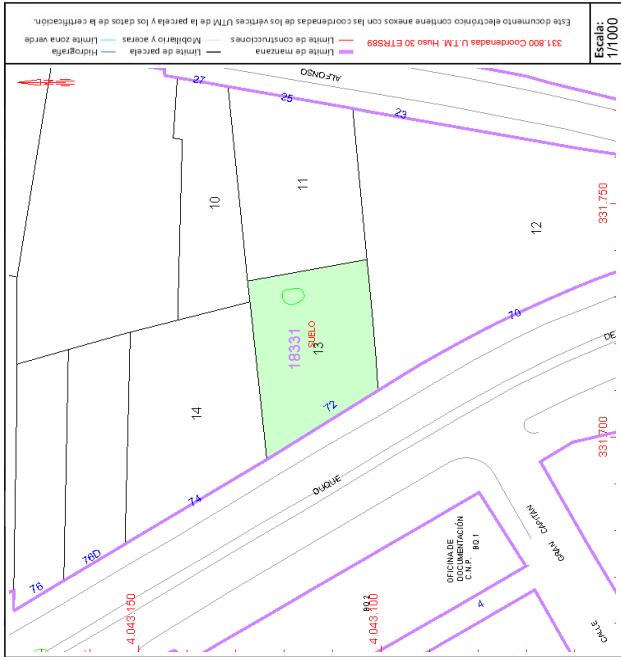 Escala:
1/1000
Este documento electrónico contiene anexos con las coordenadas de los vértices UTM de la parcela y los datos de la certificación.
331.800 Coordenadas U.T.M. Huso 30 ETRS89
Límite de manzana
Límite de construcciones
Límite de parcela
Mobiliario y aceras
Hidrografía
Límite zona verde
ALFONSO
27
25
23
10
11
12
331.750
18331
SUELO
13
72
70
14
74
DUQUE
DE
76D
76
331.700
4.043.150
4.043.100
OFICINA DE
DOCUMENTACIÓN
C.N.P.
BQ 1
BQ 2
4
GRAN CAPITÁN
CALLE